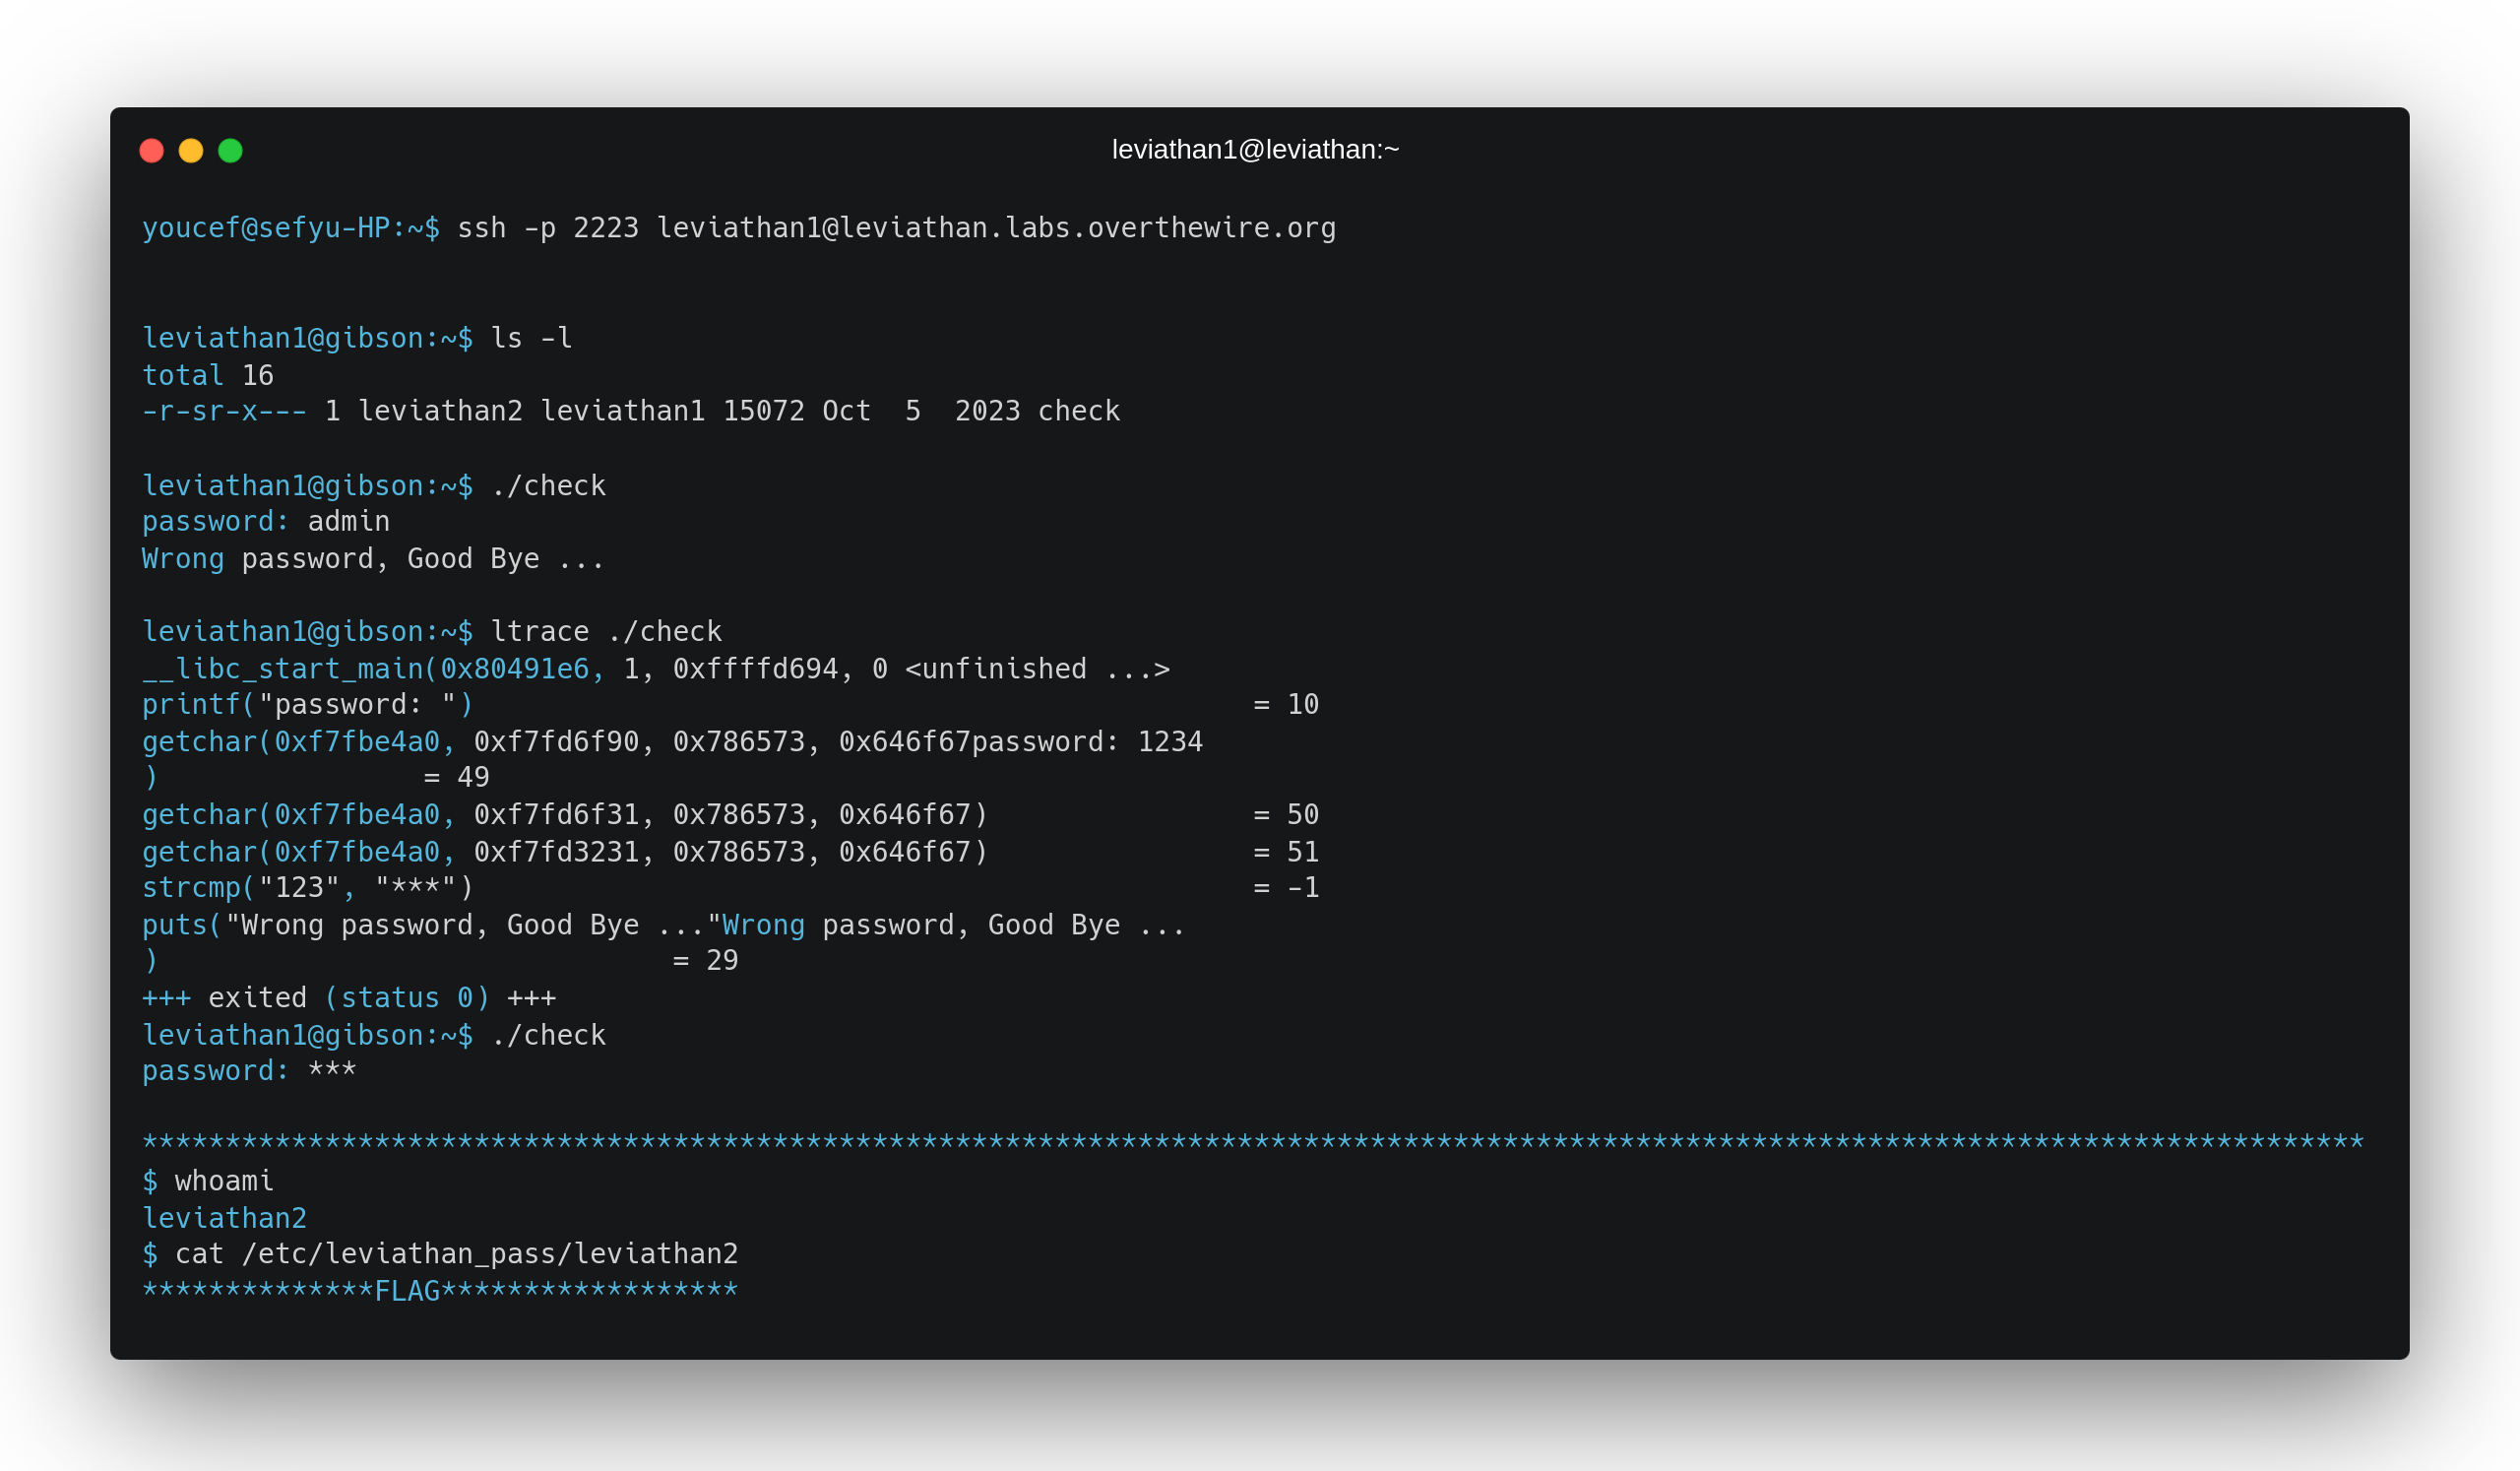 leviathan1@leviathan:~
youcef@sefyu-HP:~$ ssh -p 2223 leviathan1@leviathan.labs.overthewire.org
leviathan1@gibson:~$ ls -l
total 16
-r-sr-x--- 1 leviathan2 leviathan1 15072 Oct  5  2023 check
leviathan1@gibson:~$ ./check
password: admin
Wrong password, Good Bye ...
leviathan1@gibson:~$ ltrace ./check
__libc_start_main(0x80491e6, 1, 0xffffd694, 0 <unfinished ...>
printf("password: ")                                               = 10
getchar(0xf7fbe4a0, 0xf7fd6f90, 0x786573, 0x646f67password: 1234
)                = 49
getchar(0xf7fbe4a0, 0xf7fd6f31, 0x786573, 0x646f67)                = 50
getchar(0xf7fbe4a0, 0xf7fd3231, 0x786573, 0x646f67)                = 51
strcmp("123", "***")                                               = -1
puts("Wrong password, Good Bye ..."Wrong password, Good Bye ...
)                               = 29
+++ exited (status 0) +++
leviathan1@gibson:~$ ./check
password: ***
**************************************************************************************************************************************
$ whoami
leviathan2
$ cat /etc/leviathan_pass/leviathan2
**************FLAG******************